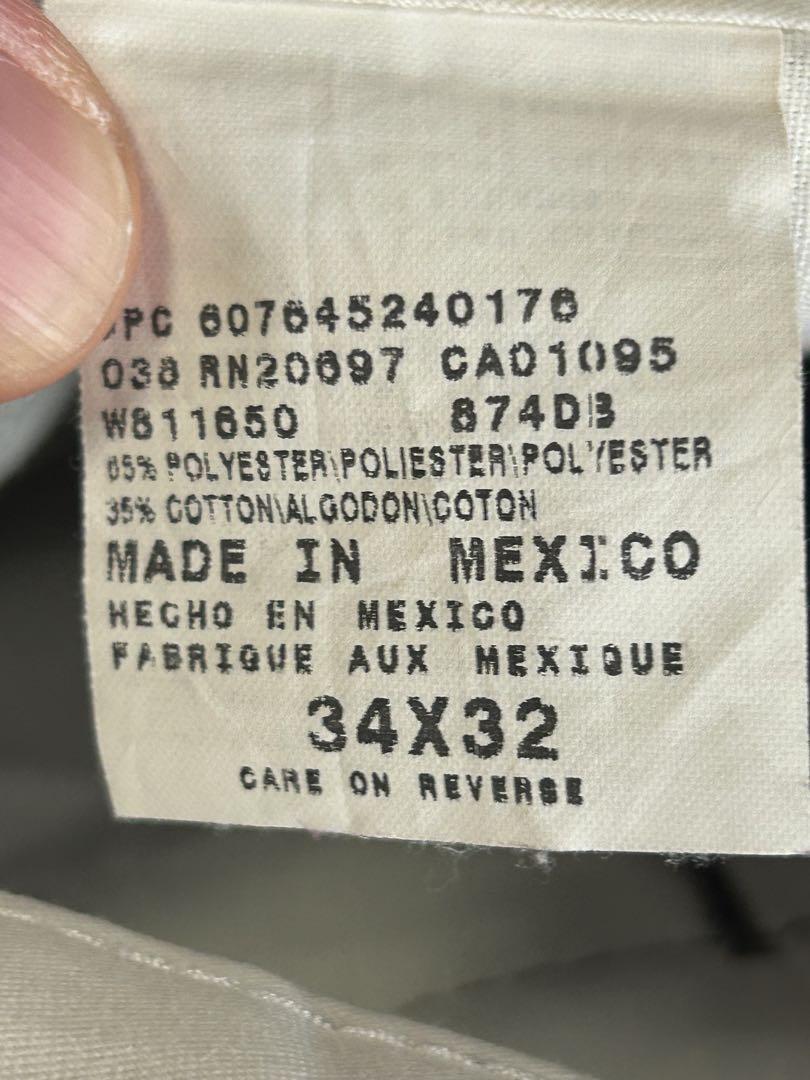 UPC 607645240176
038 RN20697 CA01095
W811650 874DB
65% POLYESTER\POLIESTER\POLYESTER
35% COTTON\ALGODON\COTON
MADE IN MEXICO
HECHO EN MEXICO
FABRIQUE AUX MEXIQUE
34X32
CARE ON REVERSE